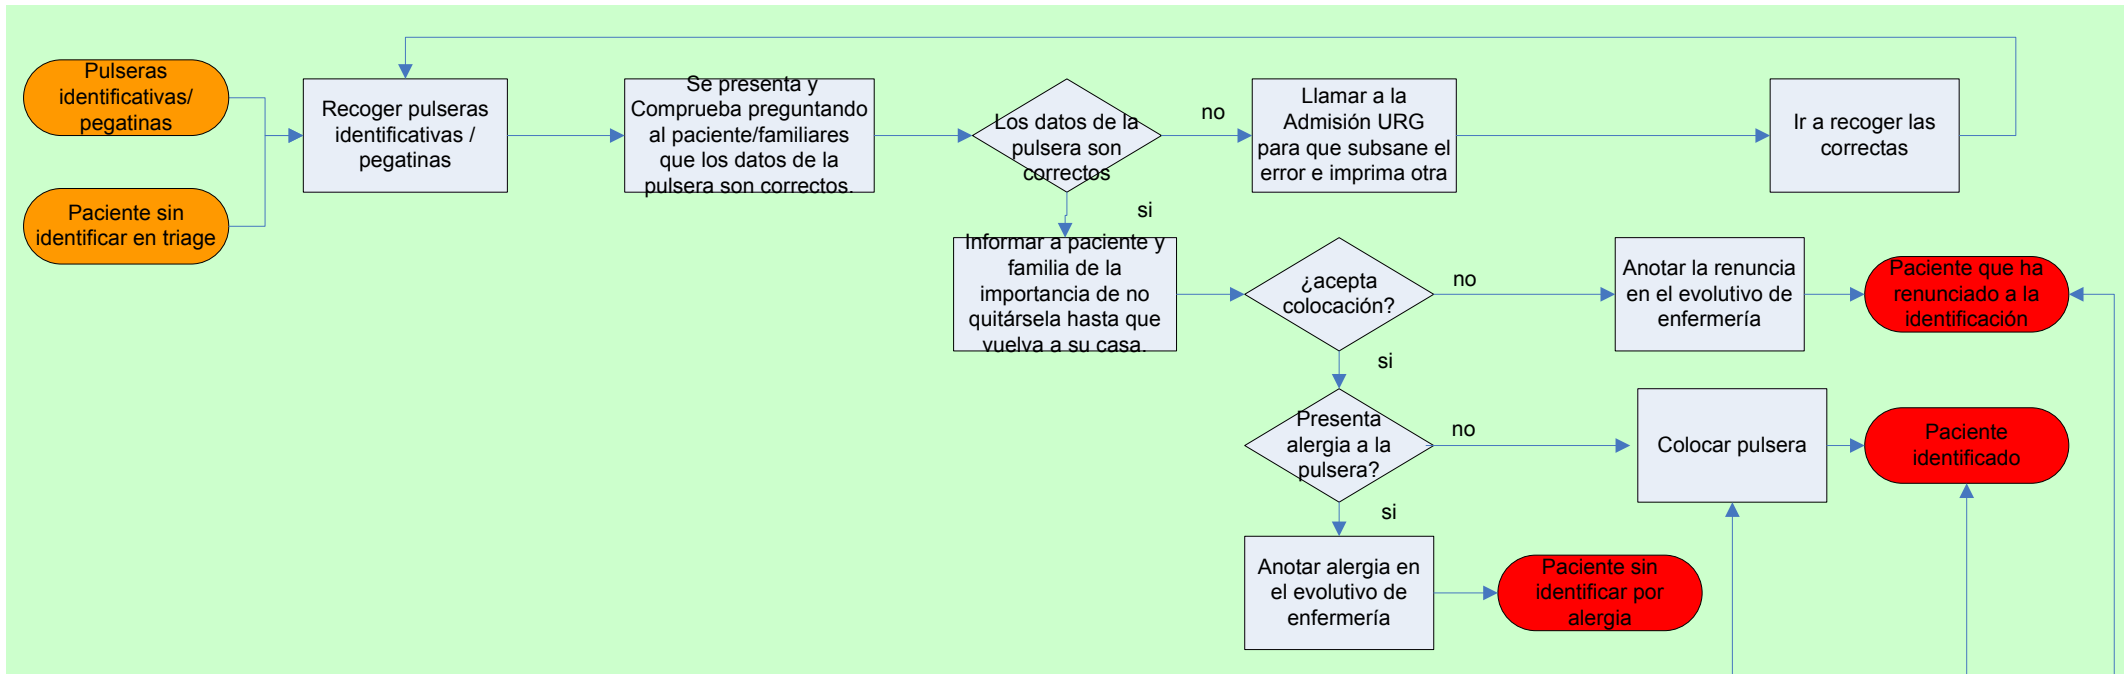 Pulseras
identificativas/
pegatinas
Paciente sin
identificar en triage
Recoger pulseras
identificativas /
pegatinas
Se presenta y
Comprueba preguntando
al paciente/familiares
que los datos de la
pulsera son correctos.
Los datos de la
pulsera son
correctos
no
Llamar a la
Admisión URG
para que subsane el
error e imprima otra
Ir a recoger las
correctas
si
Informar a paciente y
familia de la
importancia de no
quitársela hasta que
vuelva a su casa.
¿acepta
colocación?
no
Anotar la renuncia
en el evolutivo de
enfermería
Paciente que ha
renunciado a la
identificación
si
Presenta
alergia a la
pulsera?
no
Colocar pulsera
Paciente
identificado
si
Anotar alergia en
el evolutivo de
enfermería
Paciente sin
identificar por
alergia